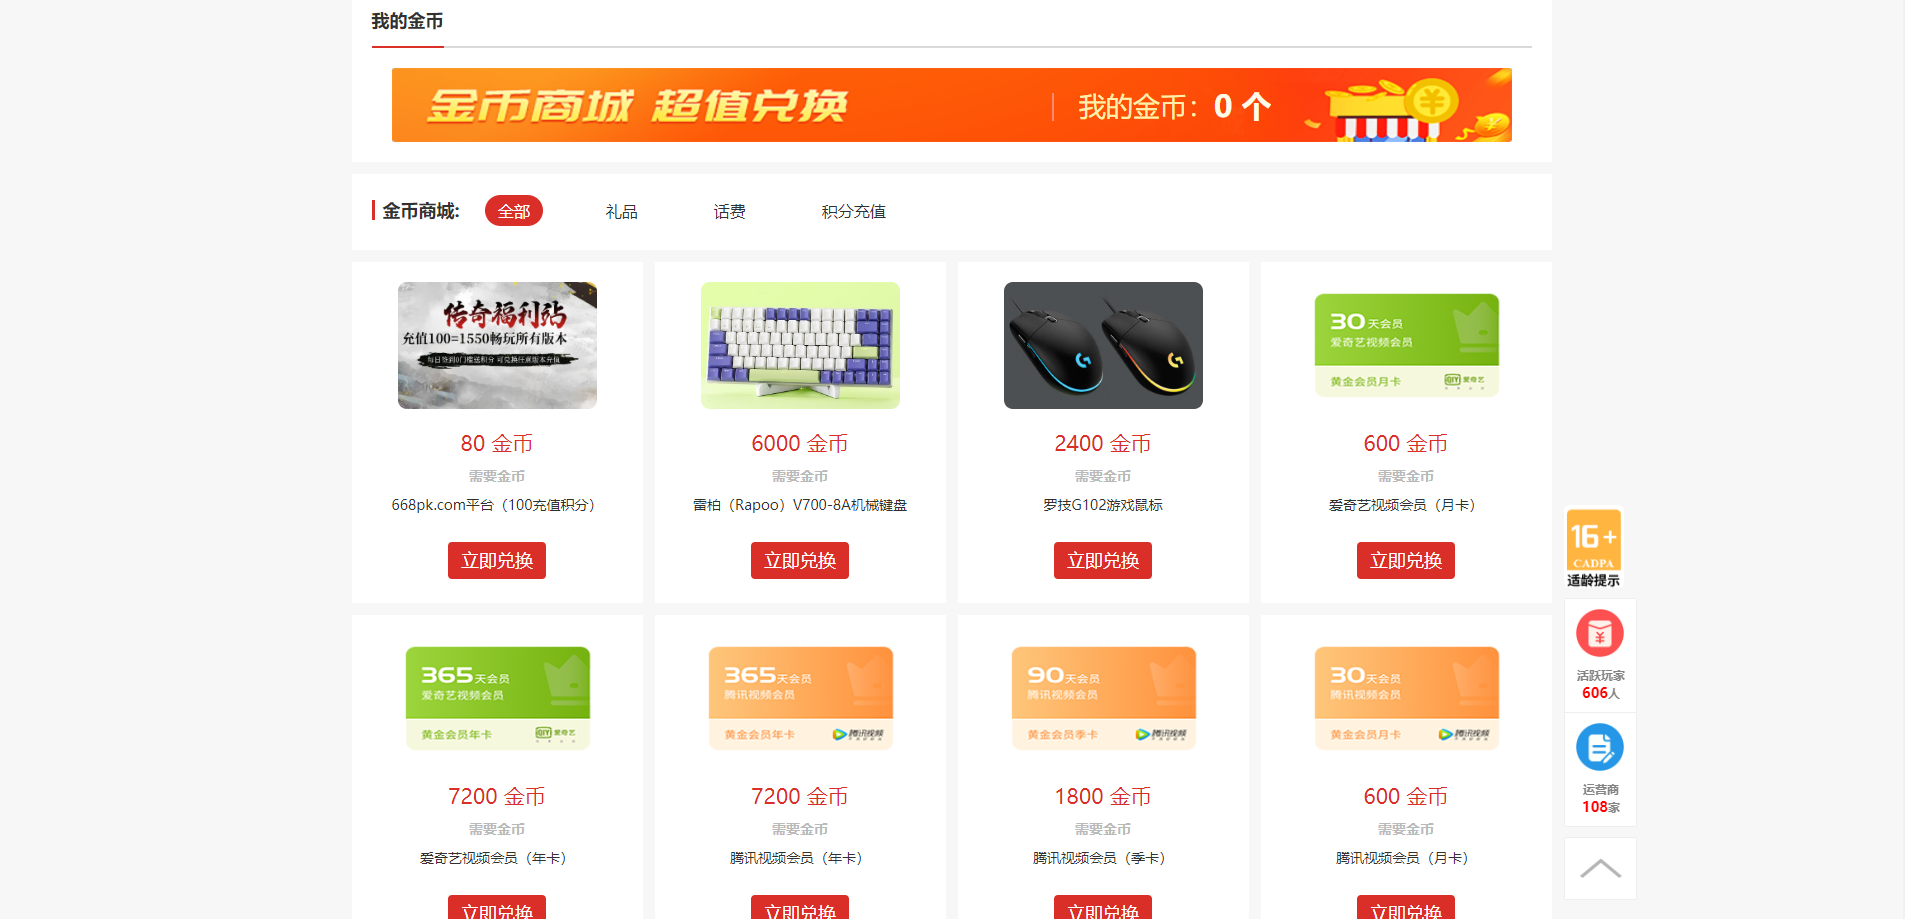 我的金币
金币商城 超值兑换
我的金币：0 个
金币商城:
全部
礼品
话费
积分充值
传奇福利站
充值100=1550畅玩所有版本
每日签到0门槛送积分 可兑换任意版本充值
80 金币
需要金币
668pk.com平台（100充值积分）
立即兑换
6000 金币
需要金币
雷柏（Rapoo）V700-8A机械键盘
立即兑换
2400 金币
需要金币
罗技G102游戏鼠标
立即兑换
30天会员
爱奇艺视频会员
黄金会员月卡
QIY 爱奇艺
600 金币
需要金币
爱奇艺视频会员（月卡）
立即兑换
365天会员
爱奇艺视频会员
黄金会员年卡
QIY 爱奇艺
7200 金币
需要金币
爱奇艺视频会员（年卡）
立即兑换
365天会员
腾讯视频会员
黄金会员年卡
腾讯视频
7200 金币
需要金币
腾讯视频会员（年卡）
立即兑换
90天会员
腾讯视频会员
黄金会员季卡
腾讯视频
1800 金币
需要金币
腾讯视频会员（季卡）
立即兑换
30天会员
腾讯视频会员
黄金会员月卡
腾讯视频
600 金币
需要金币
腾讯视频会员（月卡）
立即兑换
16+
CADPA
适龄提示
活跃玩家
606人
运营商
108家